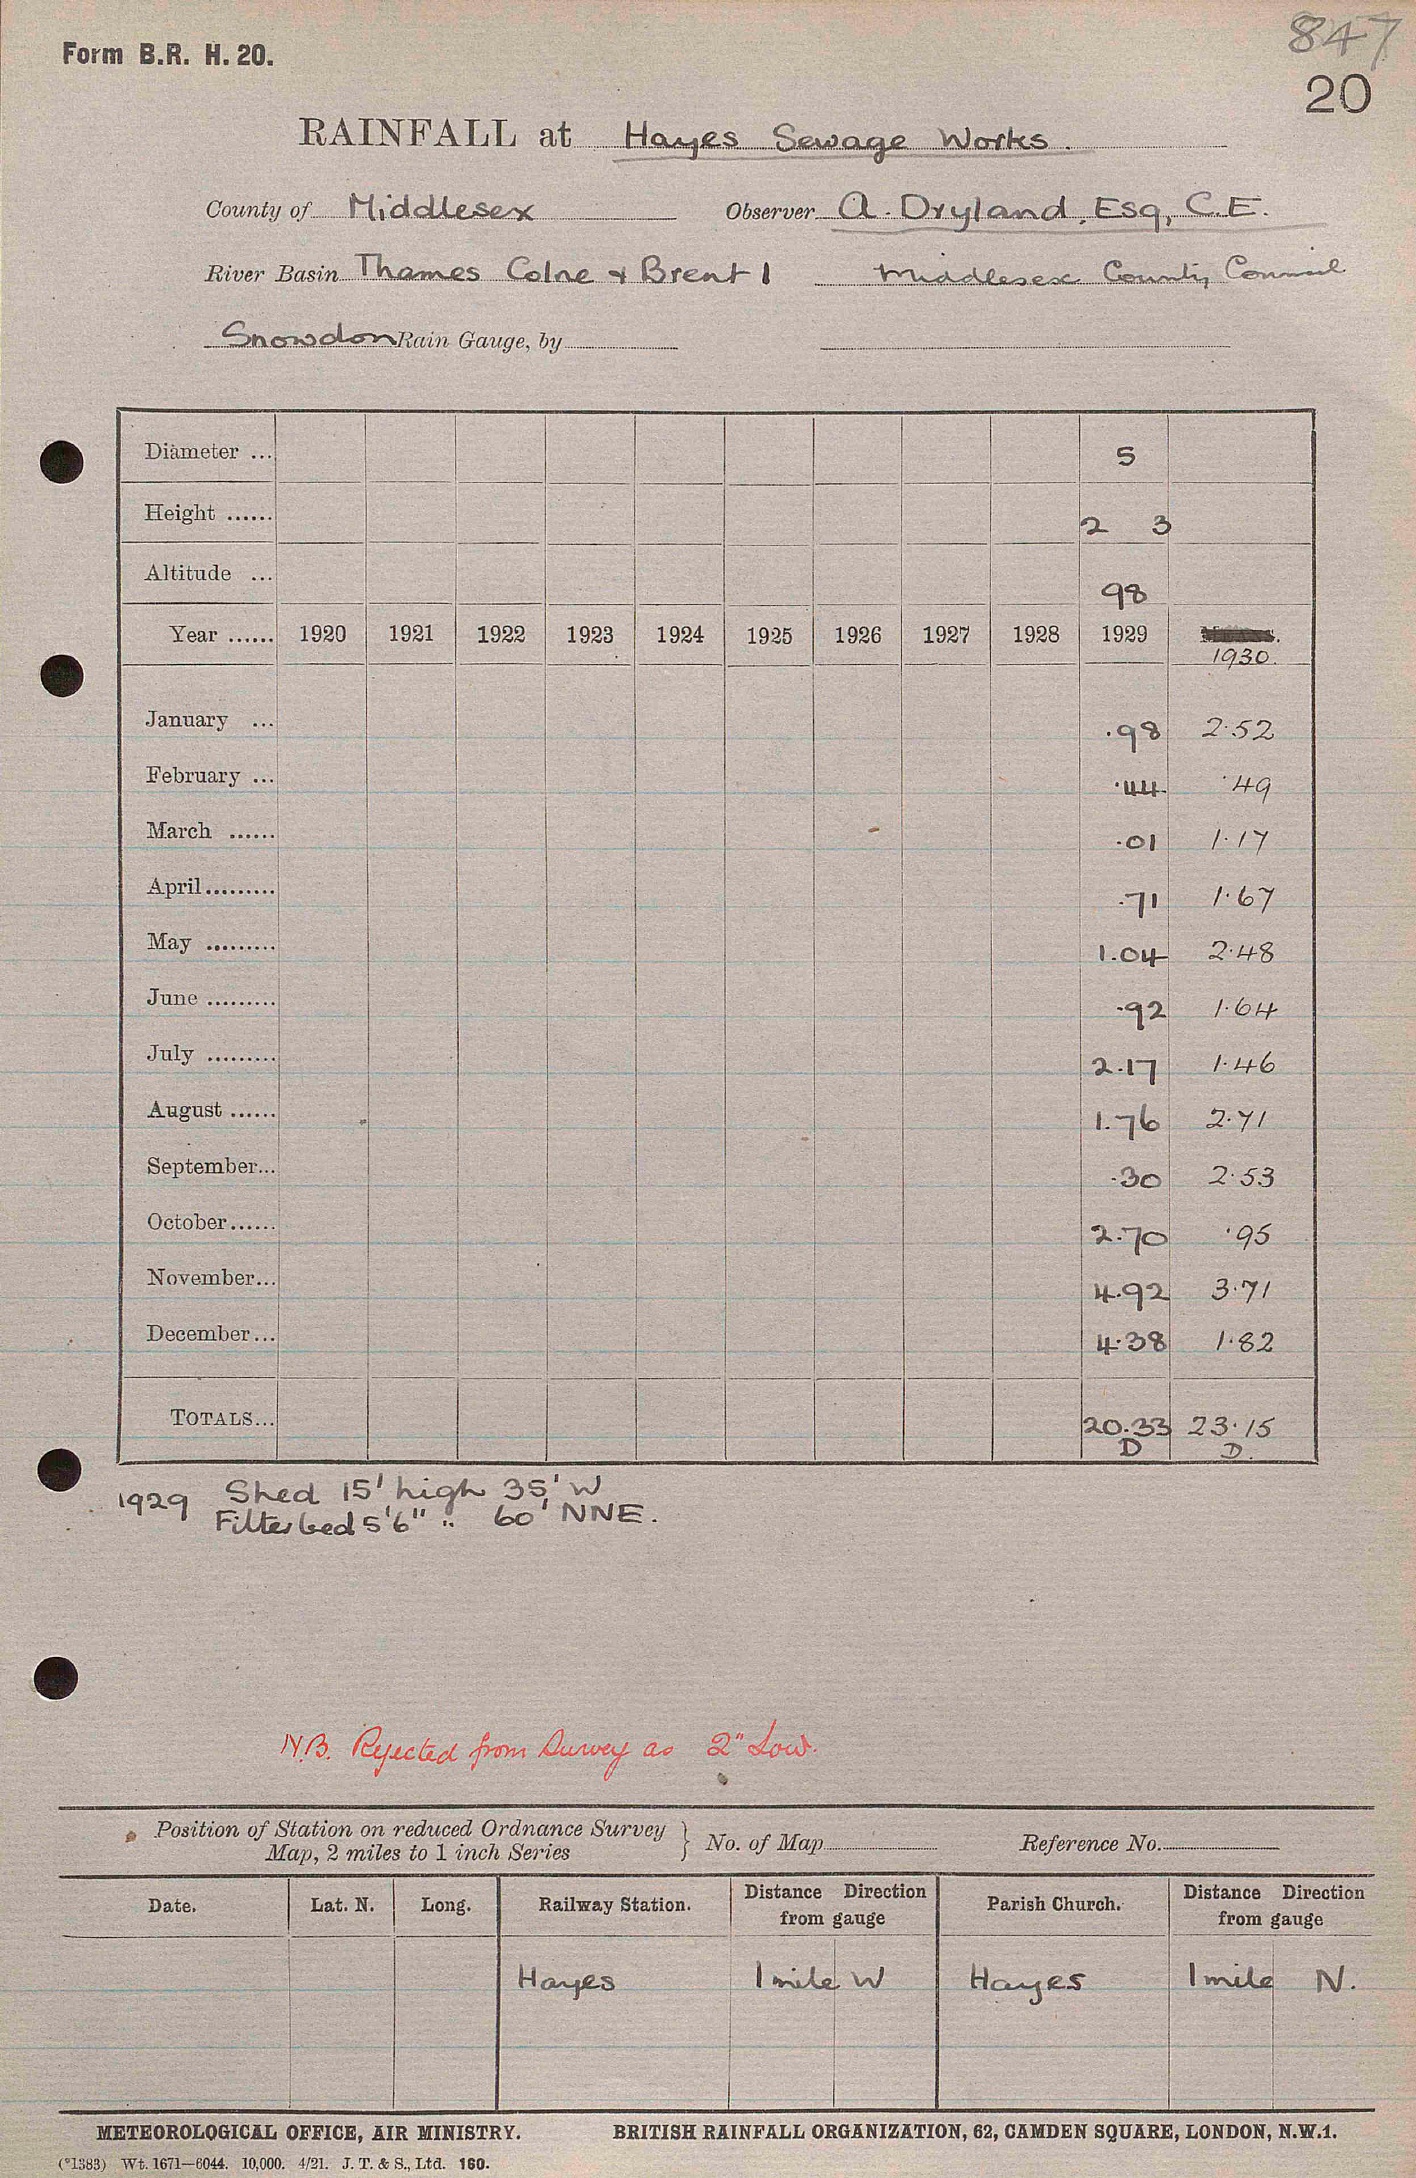 Form B.R. H. 20.
847
20
RAINFALL at Hayes Sewage Works.
County of Middlesex Observer A. Dryland, Esq, C.E.
River Basin Thames Colne & Brent 1 Middlesex County Council
Snowdon Rain Gauge, by
Diameter ... 5
Height ...... 2 3
Altitude ... 98
Year ...... 1920 1921 1922 1923 1924 1925 1926 1927 1928 1929
1930.
January ... .98 2.52
February ... .44 .49
March ...... .01 1.17
April......... .71 1.67
May ......... 1.04 2.48
June ......... .92 1.64
July ......... 2.17 1.46
August ...... 1.76 2.71
September... .30 2.53
October...... 2.70 .95
November... 4.92 3.71
December... 4.38 1.82
TOTALS... 20.33 23.15
D D.
1929 Shed 15' high 35' W
Filter bed 5'6" " 60' NNE.
N.B. Rejected from Survey as 2" Low.
Position of Station on reduced Ordnance Survey
Map, 2 miles to 1 inch Series } No. of Map Reference No.
Date. Lat. N. Long. Railway Station. Distance Direction from gauge Parish Church. Distance Direction from gauge
Hayes 1 mile W Hayes 1 mile N.
METEOROLOGICAL OFFICE, AIR MINISTRY. BRITISH RAINFALL ORGANIZATION, 62, CAMDEN SQUARE, LONDON, N.W.1.
(*1383) Wt. 1671—6044. 10,000. 4/21. J. T. & S., Ltd. 160.